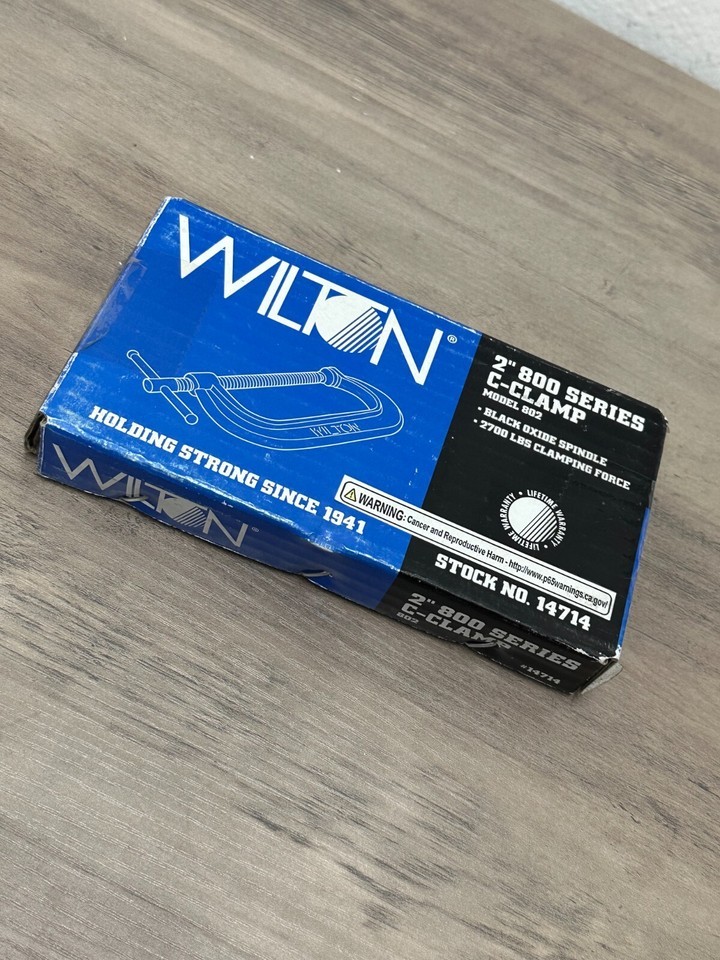 WILTON®
WILTON
HOLDING STRONG SINCE 1941
2" 800 SERIES
C-CLAMP
MODEL 802
• BLACK OXIDE SPINDLE
• 2700 LBS CLAMPING FORCE
LIFETIME WARRANTY • LIFETIME WARRANTY •
⚠WARNING: Cancer and Reproductive Harm - http://www.p65warnings.ca.gov/
STOCK NO. 14714
WILTON®
2" 800 SERIES
C-CLAMP
802
#14714